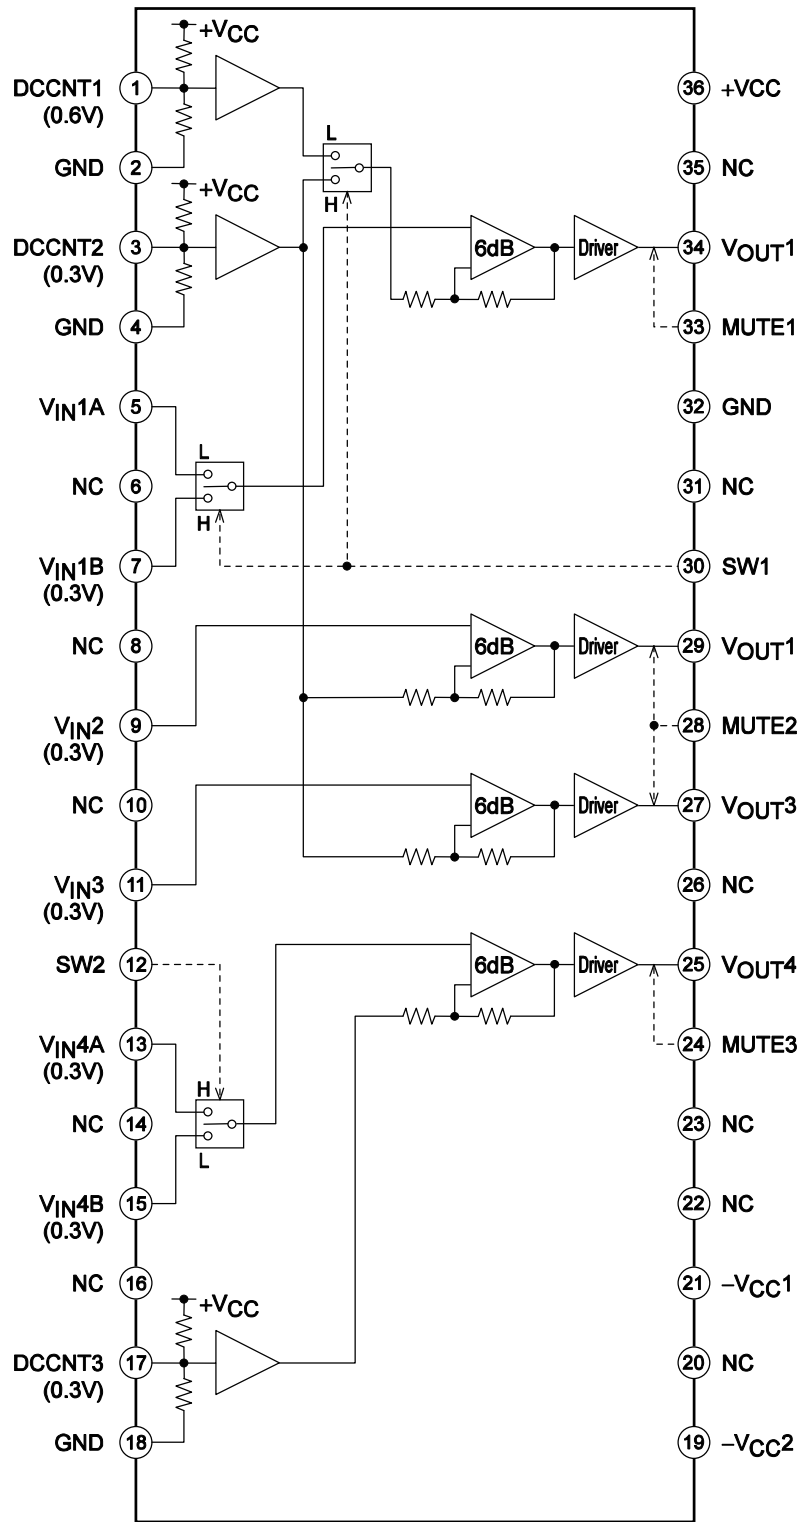 +VCC
DCCNT1 1 36 +VCC
(0.6V)
L
GND 2 35 NC
+VCC
H
DCCNT2 3 6dB Driver 34 VOUT1
(0.3V)
GND 4 33 MUTE1
VIN1A 5 32 GND
L
NC 6 31 NC
H
VIN1B 7 30 SW1
(0.3V)
NC 8 6dB Driver 29 VOUT1
VIN2 9 28 MUTE2
(0.3V)
NC 10 6dB Driver 27 VOUT3
VIN3 11 26 NC
(0.3V)
SW2 12 6dB Driver 25 VOUT4
VIN4A 13 24 MUTE3
(0.3V)
H
NC 14 23 NC
L
VIN4B 15 22 NC
(0.3V)
NC 16 21 –VCC1
+VCC
DCCNT3 17 20 NC
(0.3V)
GND 18 19 –VCC2